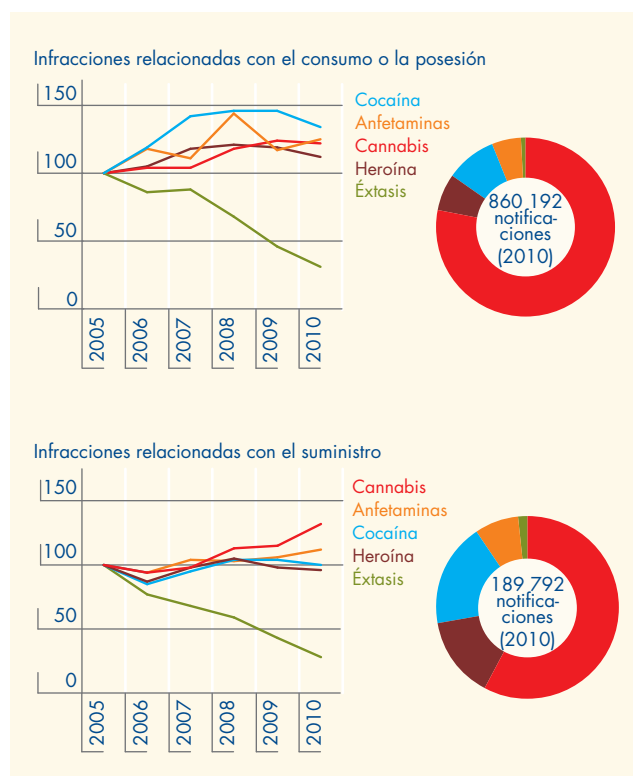 Infracciones relacionadas con el consumo o la posesión
150
100
50
0
2005
2006
2007
2008
2009
2010
Cocaína
Anfetaminas
Cannabis
Heroína
Éxtasis
860 192
notifica-
ciones
(2010)
Infracciones relacionadas con el suministro
150
100
50
0
2005
2006
2007
2008
2009
2010
Cannabis
Anfetaminas
Cocaína
Heroína
Éxtasis
189 792
notifica-
ciones
(2010)